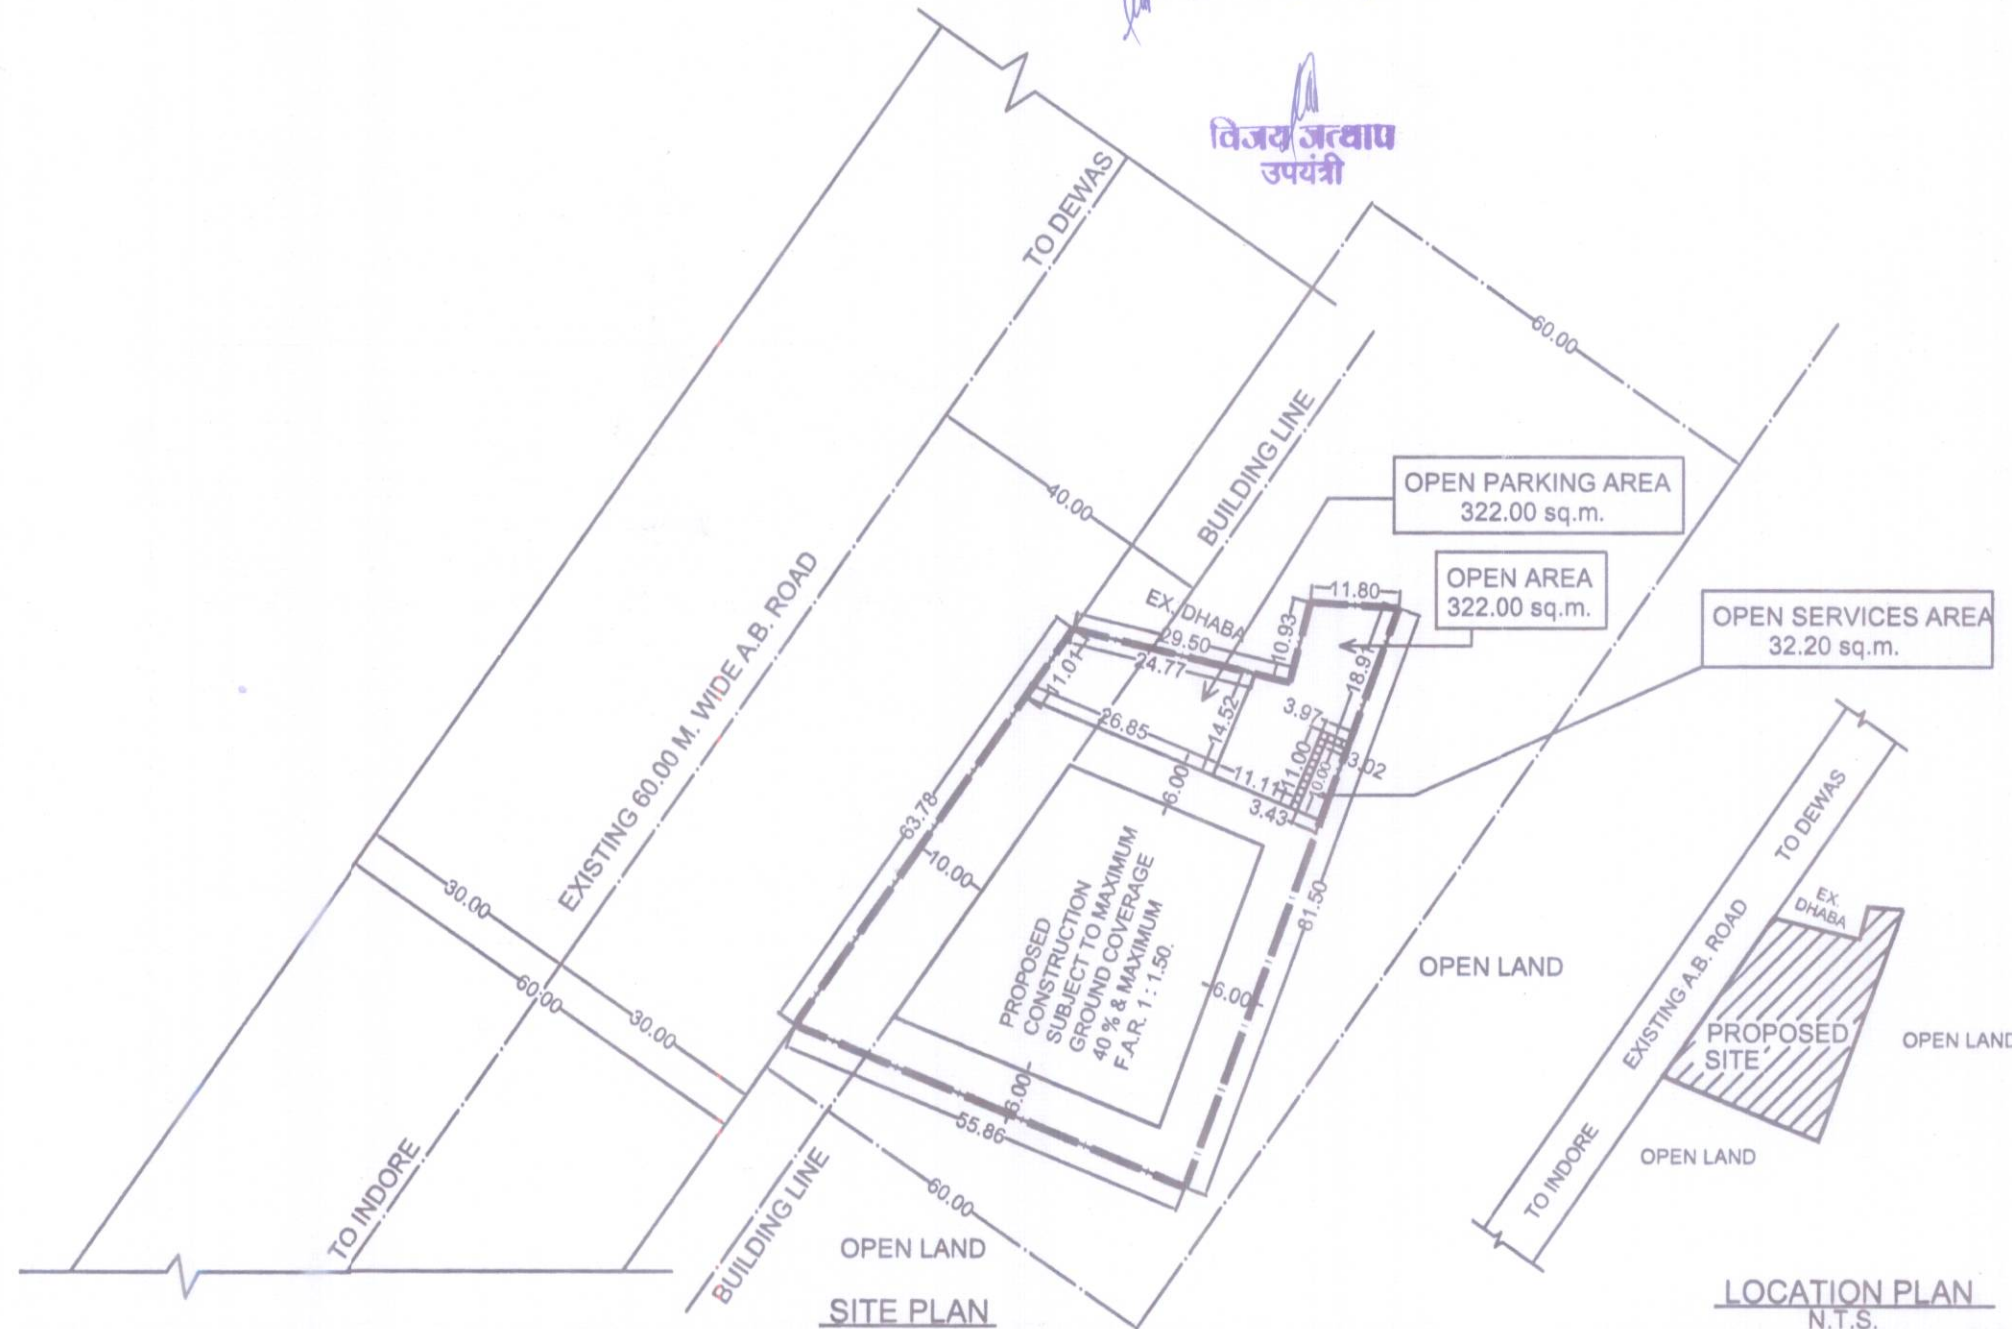 विजय जत्थाप
उपयंत्री
TO DEWAS
60.00
BUILDING LINE
40.00
OPEN PARKING AREA
322.00 sq.m.
OPEN AREA
322.00 sq.m.
OPEN SERVICES AREA
32.20 sq.m.
EXISTING 60.00 M. WIDE A.B. ROAD
EX. DHABA
29.50
24.77
11.01
10.93
11.80
18.91
26.85
14.52
3.97
11.00
10.00
3.02
11.11
3.43
6.00
63.78
10.00
PROPOSED
CONSTRUCTION
SUBJECT TO MAXIMUM
GROUND COVERAGE
40 % & MAXIMUM
F.A.R. 1 : 1.50.
81.50
6.00
6.00
55.86
30.00
60.00
30.00
60.00
OPEN LAND
TO INDORE
BUILDING LINE
OPEN LAND
SITE PLAN
TO DEWAS
EXISTING A.B. ROAD
EX.
DHABA
PROPOSED
SITE
OPEN LAND
OPEN LAND
TO INDORE
LOCATION PLAN
N.T.S.